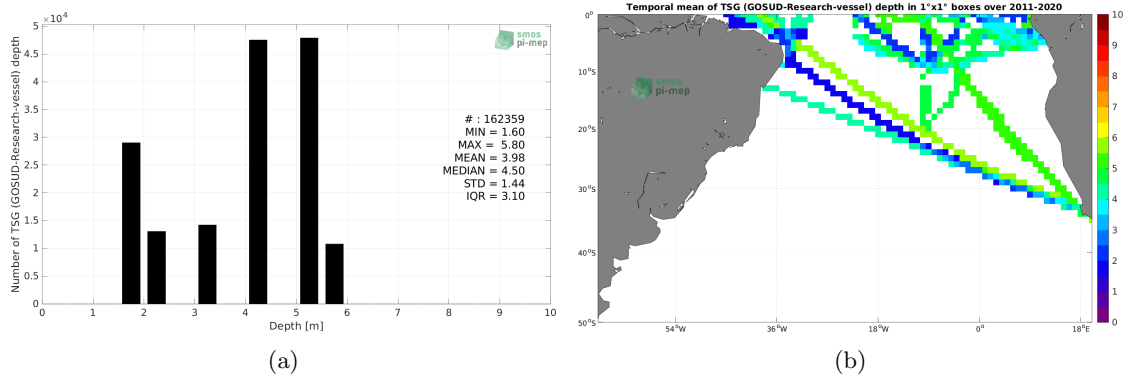 ×10⁴
5
4.5
4
3.5
3
2.5
2
1.5
1
0.5
0
Number of TSG (GOSUD-Research-vessel) depth
smos
pi-mep
# : 162359
MIN = 1.60
MAX = 5.80
MEAN = 3.98
MEDIAN = 4.50
STD = 1.44
IQR = 3.10
0 1 2 3 4 5 6 7 8 9 10
Depth [m]
(a)
Temporal mean of TSG (GOSUD-Research-vessel) depth in 1°x1° boxes over 2011-2020
0°
10°S
20°S
30°S
40°S
50°S
smos
pi-mep
54°W 36°W 18°W 0° 18°E
10
9
8
7
6
5
4
3
2
1
0
(b)